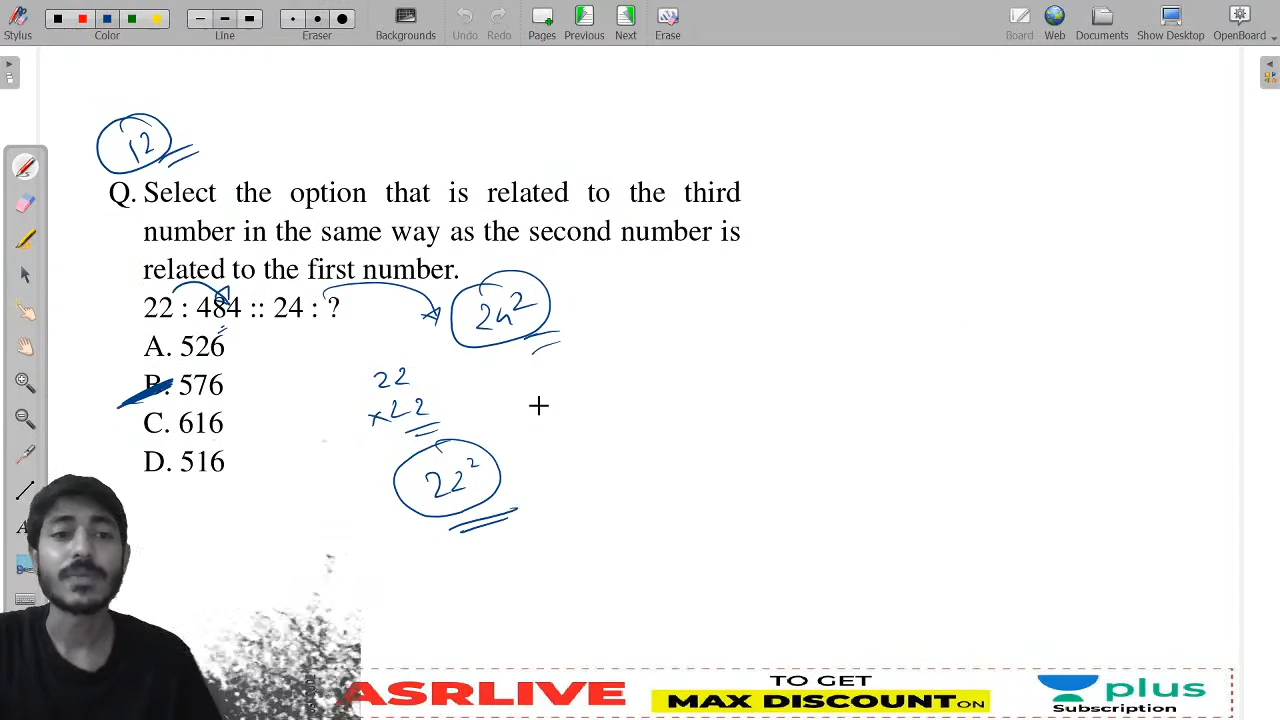 Stylus
Color
Line
Eraser
Backgrounds
Undo
Redo
Pages
Previous
Next
Erase
Board
Web
Documents
Show Desktop
OpenBoard
12
Q. Select the option that is related to the third
number in the same way as the second number is
related to the first number.
22 : 484 :: 24 : ?
24²
A. 526
B. 576
C. 616
D. 516
22
×22
22²
ASRLIVE
TO GET
MAX DISCOUNT ON
plus
Subscription